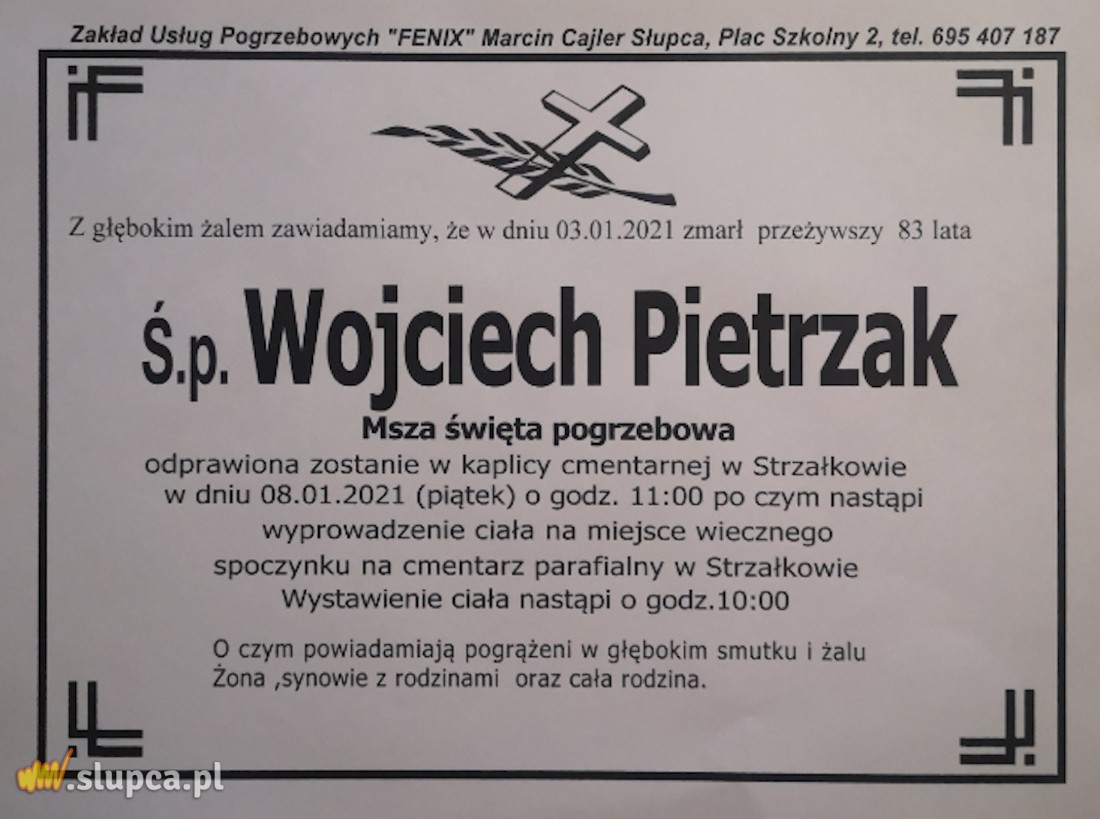 Zakład Usług Pogrzebowych "FENIX" Marcin Cajler Słupca, Plac Szkolny 2, tel. 695 407 187
Z głębokim żalem zawiadamiamy, że w dniu 03.01.2021 zmarł przeżywszy 83 lata
Ś.p. Wojciech Pietrzak
Msza święta pogrzebowa
odprawiona zostanie w kaplicy cmentarnej w Strzałkowie
w dniu 08.01.2021 (piątek) o godz. 11:00 po czym nastąpi
wyprowadzenie ciała na miejsce wiecznego
spoczynku na cmentarz parafialny w Strzałkowie
Wystawienie ciała nastąpi o godz.10:00
O czym powiadamiają pogrążeni w głębokim smutku i żalu
Żona ,synowie z rodzinami oraz cała rodzina.
.slupca.pl